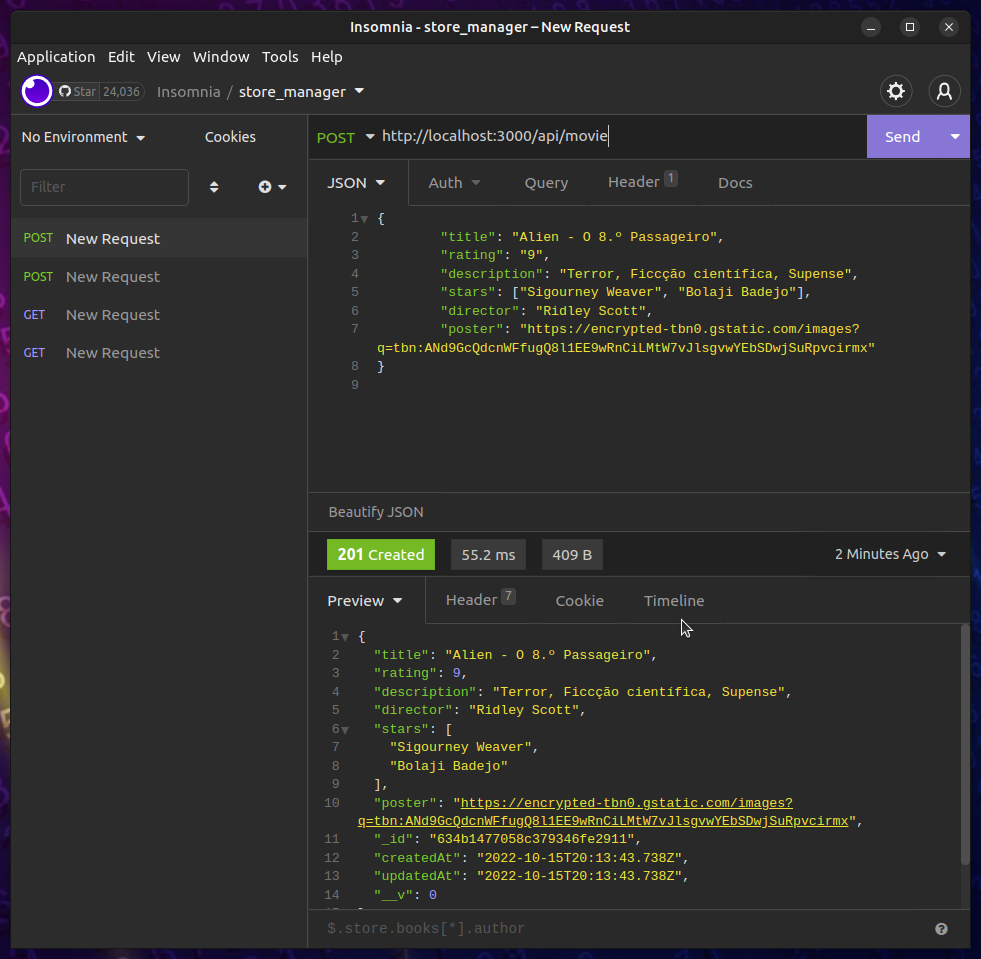 Insomnia - store_manager – New Request
Application Edit View Window Tools Help
Star 24,036 Insomnia / store_manager
No Environment Cookies
Filter
POST New Request
POST New Request
GET New Request
GET New Request
POST http://localhost:3000/api/movie Send
JSON Auth Query Header 1 Docs
1 {
2 "title": "Alien - O 8.º Passageiro",
3 "rating": "9",
4 "description": "Terror, Ficcção científica, Supense",
5 "stars": ["Sigourney Weaver", "Bolaji Badejo"],
6 "director": "Ridley Scott",
7 "poster": "https://encrypted-tbn0.gstatic.com/images?
q=tbn:ANd9GcQdcnWFfugQ8l1EE9wRnCiLMtW7vJlsgvwYEbSDwjSuRpvcirmx"
8 }
9
Beautify JSON
201 Created 55.2 ms 409 B 2 Minutes Ago
Preview Header 7 Cookie Timeline
1 {
2 "title": "Alien - O 8.º Passageiro",
3 "rating": 9,
4 "description": "Terror, Ficcção científica, Supense",
5 "director": "Ridley Scott",
6 "stars": [
7 "Sigourney Weaver",
8 "Bolaji Badejo"
9 ],
10 "poster": "https://encrypted-tbn0.gstatic.com/images?
q=tbn:ANd9GcQdcnWFfugQ8l1EE9wRnCiLMtW7vJlsgvwYEbSDwjSuRpvcirmx",
11 "_id": "634b1477058c379346fe2911",
12 "createdAt": "2022-10-15T20:13:43.738Z",
13 "updatedAt": "2022-10-15T20:13:43.738Z",
14 "__v": 0
$.store.books[*].author